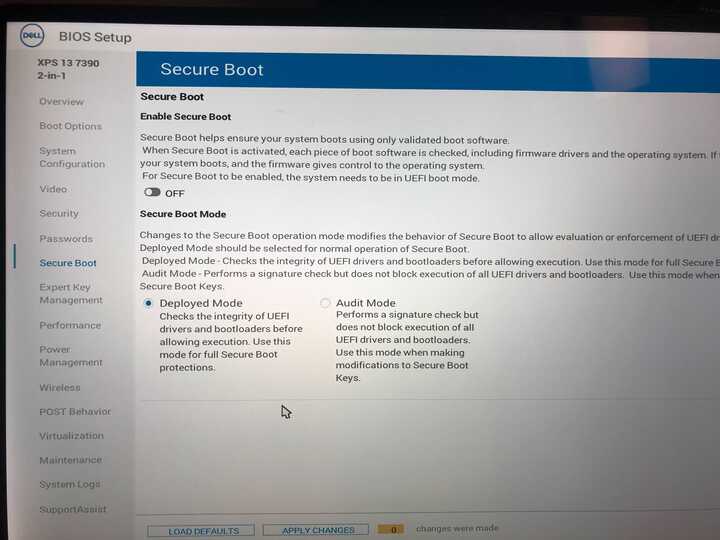 DELL
BIOS Setup
XPS 13 7390
2-in-1
Overview
Boot Options
System
Configuration
Video
Security
Passwords
Secure Boot
Expert Key
Management
Performance
Power
Management
Wireless
POST Behavior
Virtualization
Maintenance
System Logs
SupportAssist
Secure Boot
Secure Boot
Enable Secure Boot
Secure Boot helps ensure your system boots using only validated boot software.
When Secure Boot is activated, each piece of boot software is checked, including firmware drivers and the operating system. If
your system boots, and the firmware gives control to the operating system.
For Secure Boot to be enabled, the system needs to be in UEFI boot mode.
OFF
Secure Boot Mode
Changes to the Secure Boot operation mode modifies the behavior of Secure Boot to allow evaluation or enforcement of UEFI
Deployed Mode should be selected for normal operation of Secure Boot.
Deployed Mode - Checks the integrity of UEFI drivers and bootloaders before allowing execution. Use this mode for full Secure
Audit Mode - Performs a signature check but does not block execution of all UEFI drivers and bootloaders. Use this mode when
Secure Boot Keys.
Deployed Mode
Checks the integrity of UEFI
drivers and bootloaders before
allowing execution. Use this
mode for full Secure Boot
protections.
Audit Mode
Performs a signature check but
does not block execution of all
UEFI drivers and bootloaders.
Use this mode when making
modifications to Secure Boot
Keys.
LOAD DEFAULTS
APPLY CHANGES
0
changes were made